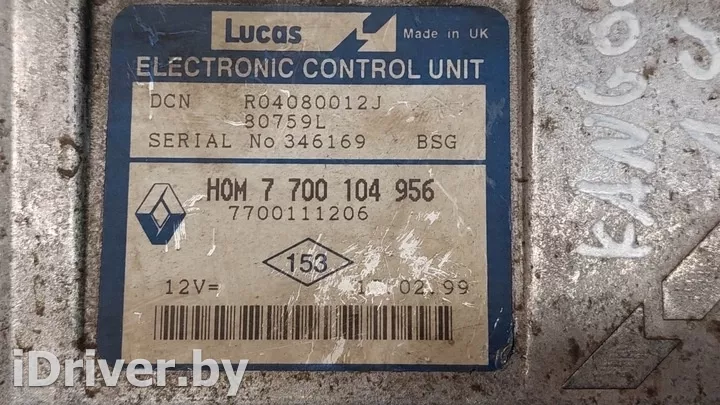 Lucas
Made in UK
ELECTRONIC CONTROL UNIT
DCN R04080012J
80759L
SERIAL No 346169 BSG
HOM 7 700 104 956
7700111206
153
12V= 02.99
KANGOO
iDriver.by